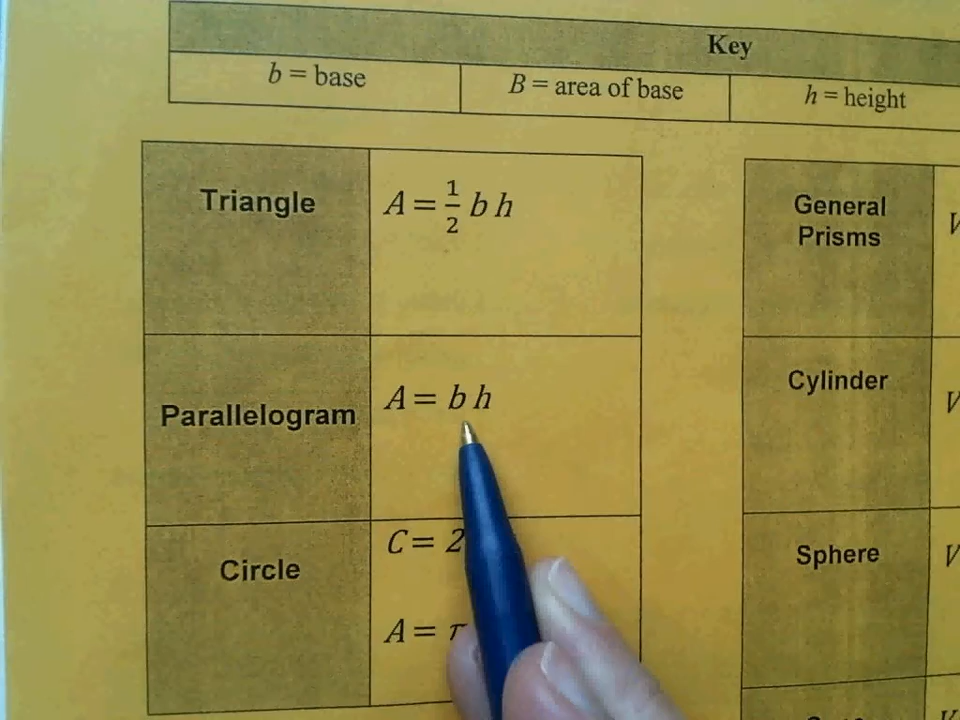 Key
b = base
B = area of base
h = height
Triangle
A = 1/2 b h
Parallelogram
A = b h
Circle
C = 2
A =
General
Prisms
V
Cylinder
V
Sphere
V